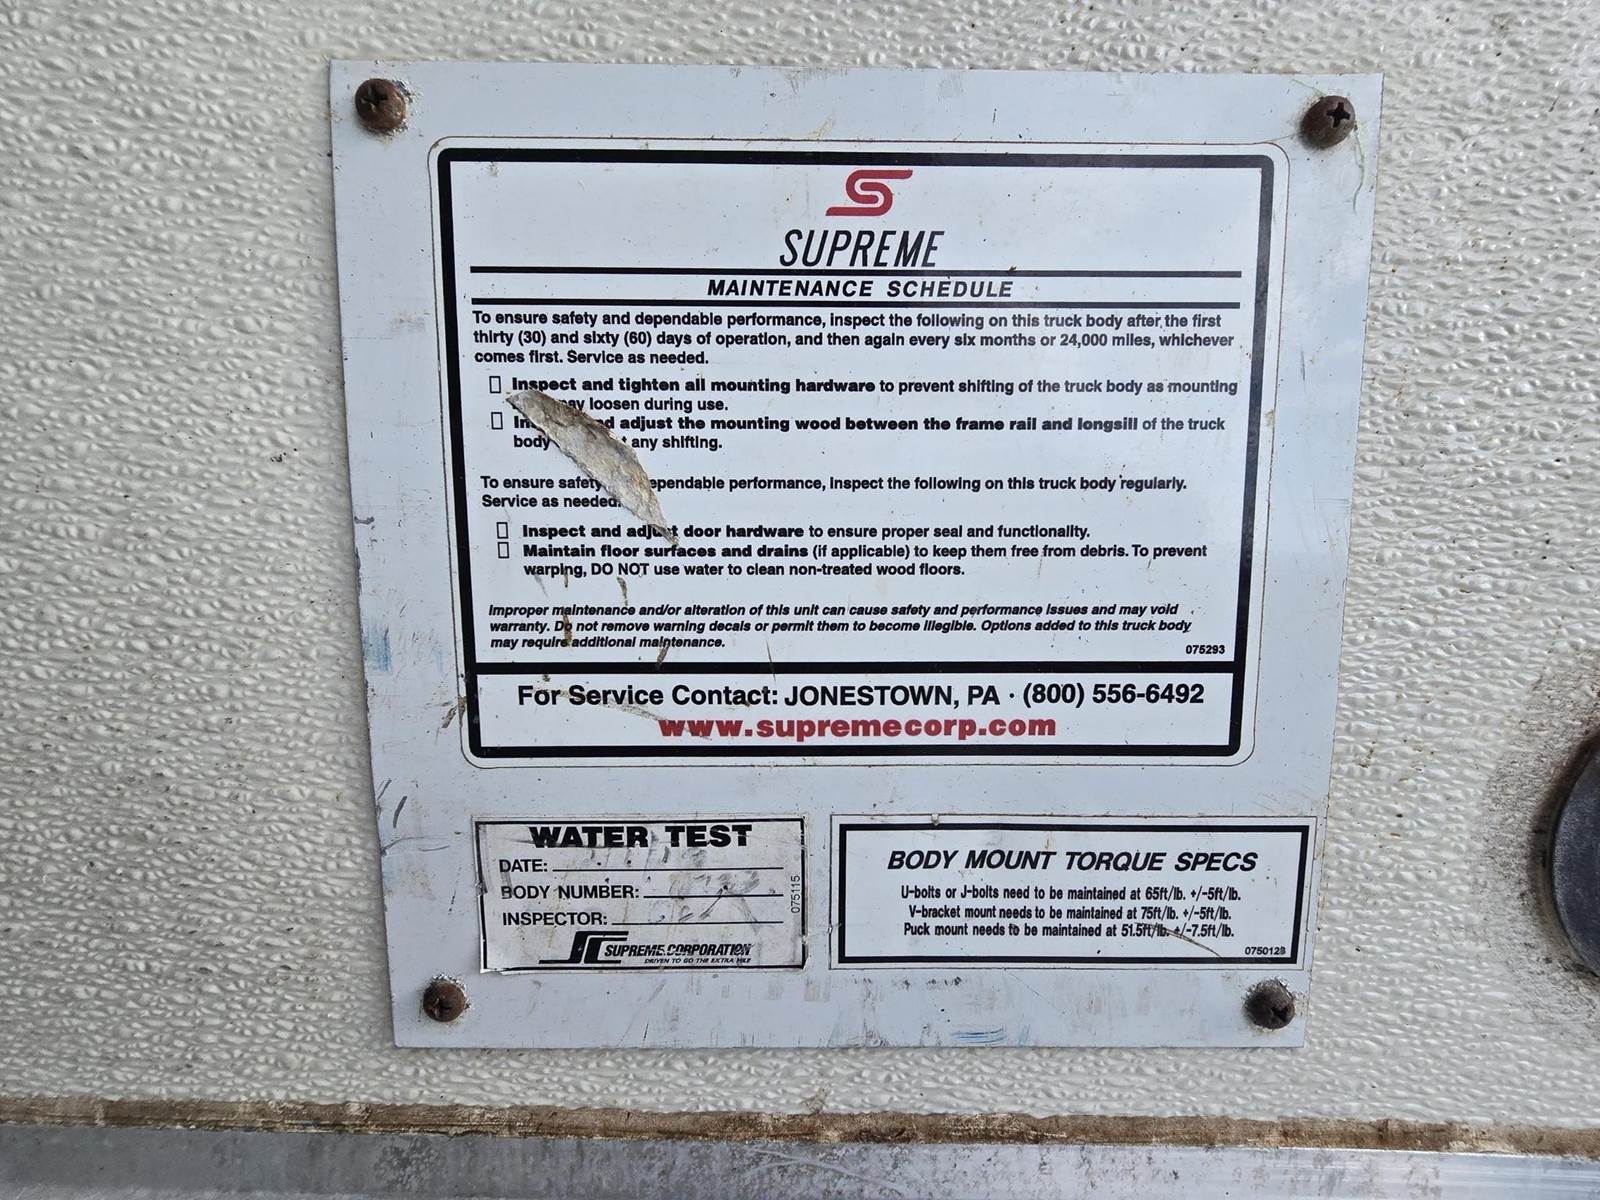 SUPREME
MAINTENANCE SCHEDULE
To ensure safety and dependable performance, inspect the following on this truck body after the first
thirty (30) and sixty (60) days of operation, and then again every six months or 24,000 miles, whichever
comes first. Service as needed.
Inspect and tighten all mounting hardware to prevent shifting of the truck body as mounting
may loosen during use.
adjust the mounting wood between the frame rail and longsill of the truck
body any shifting.
To ensure safety dependable performance, inspect the following on this truck body regularly.
Service as needed.
Inspect and adjust door hardware to ensure proper seal and functionality.
Maintain floor surfaces and drains (if applicable) to keep them free from debris. To prevent
warping, DO NOT use water to clean non-treated wood floors.
Improper maintenance and/or alteration of this unit can cause safety and performance issues and may void
warranty. Do not remove warning decals or permit them to become illegible. Options added to this truck body
may require additional maintenance.
075293
For Service Contact: JONESTOWN, PA · (800) 556-6492
www.supremecorp.com
WATER TEST
DATE:
BODY NUMBER:
INSPECTOR:
075115
SUPREME CORPORATION
DRIVEN TO GO THE EXTRA MILE
BODY MOUNT TORQUE SPECS
U-bolts or J-bolts need to be maintained at 65ft/lb. +/-5ft/lb.
V-bracket mount needs to be maintained at 75ft/lb. +/-5ft/lb.
Puck mount needs to be maintained at 51.5ft/lb. +/-7.5ft/lb.
0750128